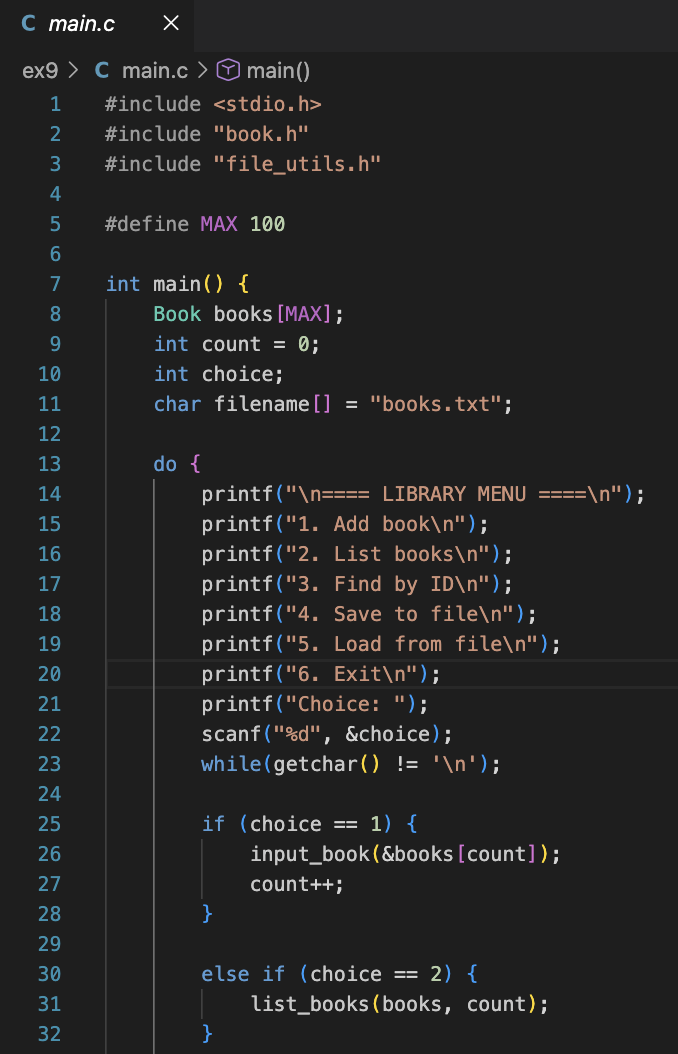 C main.c ×
ex9 > C main.c > main()
1 #include <stdio.h>
2 #include "book.h"
3 #include "file_utils.h"
4
5 #define MAX 100
6
7 int main() {
8     Book books[MAX];
9     int count = 0;
10     int choice;
11     char filename[] = "books.txt";
12
13     do {
14         printf("\n==== LIBRARY MENU ====\n");
15         printf("1. Add book\n");
16         printf("2. List books\n");
17         printf("3. Find by ID\n");
18         printf("4. Save to file\n");
19         printf("5. Load from file\n");
20         printf("6. Exit\n");
21         printf("Choice: ");
22         scanf("%d", &choice);
23         while(getchar() != '\n');
24
25         if (choice == 1) {
26             input_book(&books[count]);
27             count++;
28         }
29
30         else if (choice == 2) {
31             list_books(books, count);
32         }